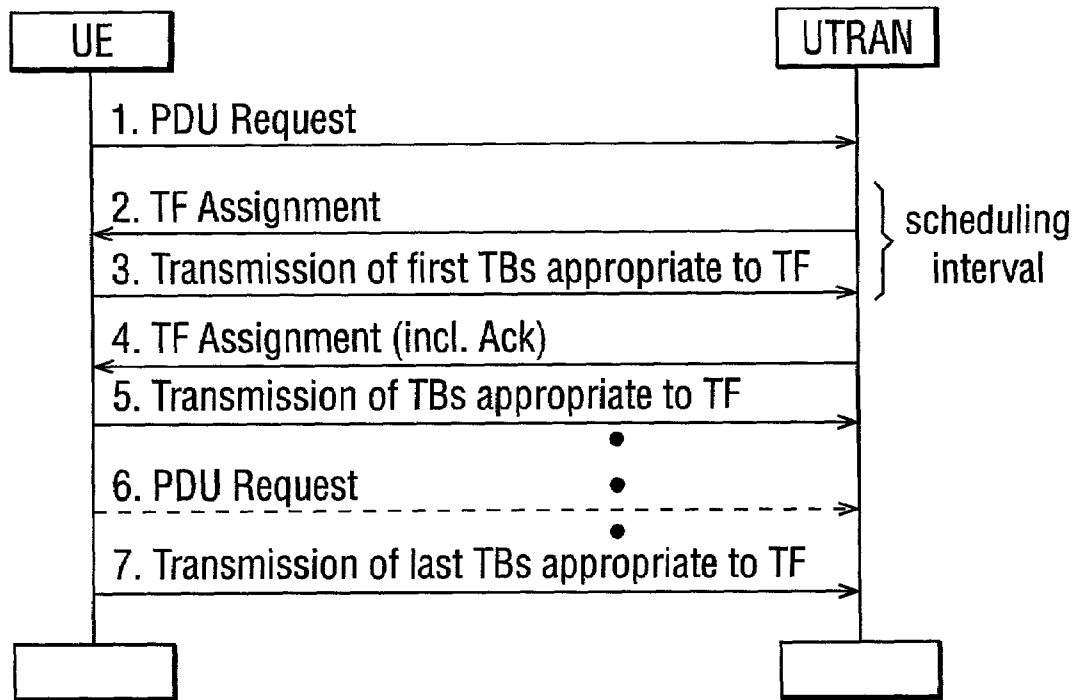 UE
UTRAN
1. PDU Request
2. TF Assignment
scheduling
interval
3. Transmission of first TBs appropriate to TF
4. TF Assignment (incl. Ack)
5. Transmission of TBs appropriate to TF
6. PDU Request
7. Transmission of last TBs appropriate to TF